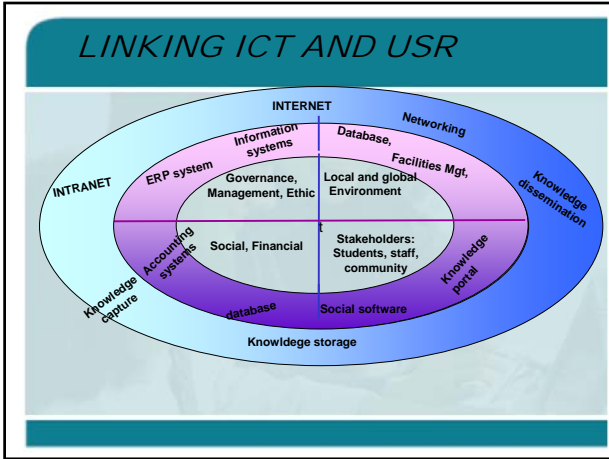 LINKING ICT AND USR
INTERNET
Networking
Information
systems
Database,
ERP system
Facilities Mgt,
INTRANET
Knowledge
dissemination
Governance,
Management, Ethic
Local and global
Environment
t
Social, Financial
Stakeholders:
Students, staff,
community
Accounting
systems
Knowledge
portal
Knowledge
capture
database
Social software
Knowldege storage